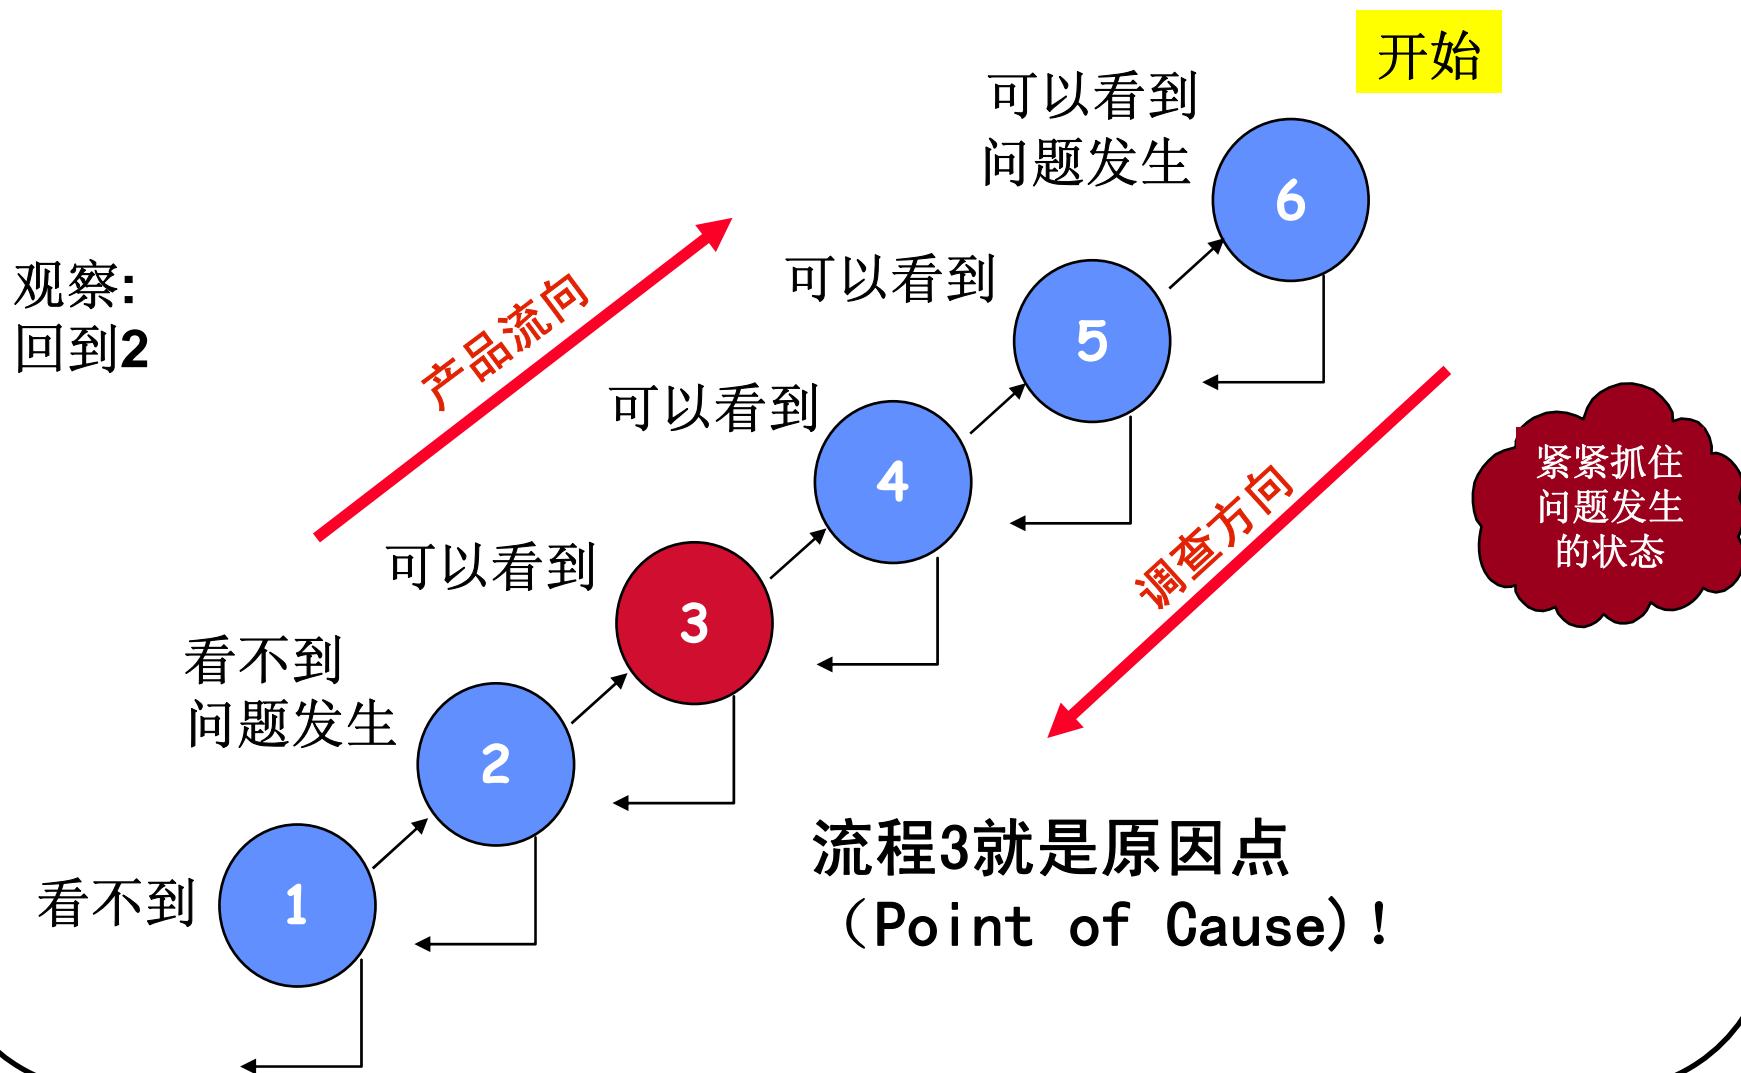 开始
可以看到
问题发生
6
观察:
回到2
产品流向
可以看到
5
可以看到
4
紧紧抓住
问题发生
的状态
调查方向
可以看到
3
看不到
问题发生
2
流程3就是原因点
（Point of Cause）!
看不到
1